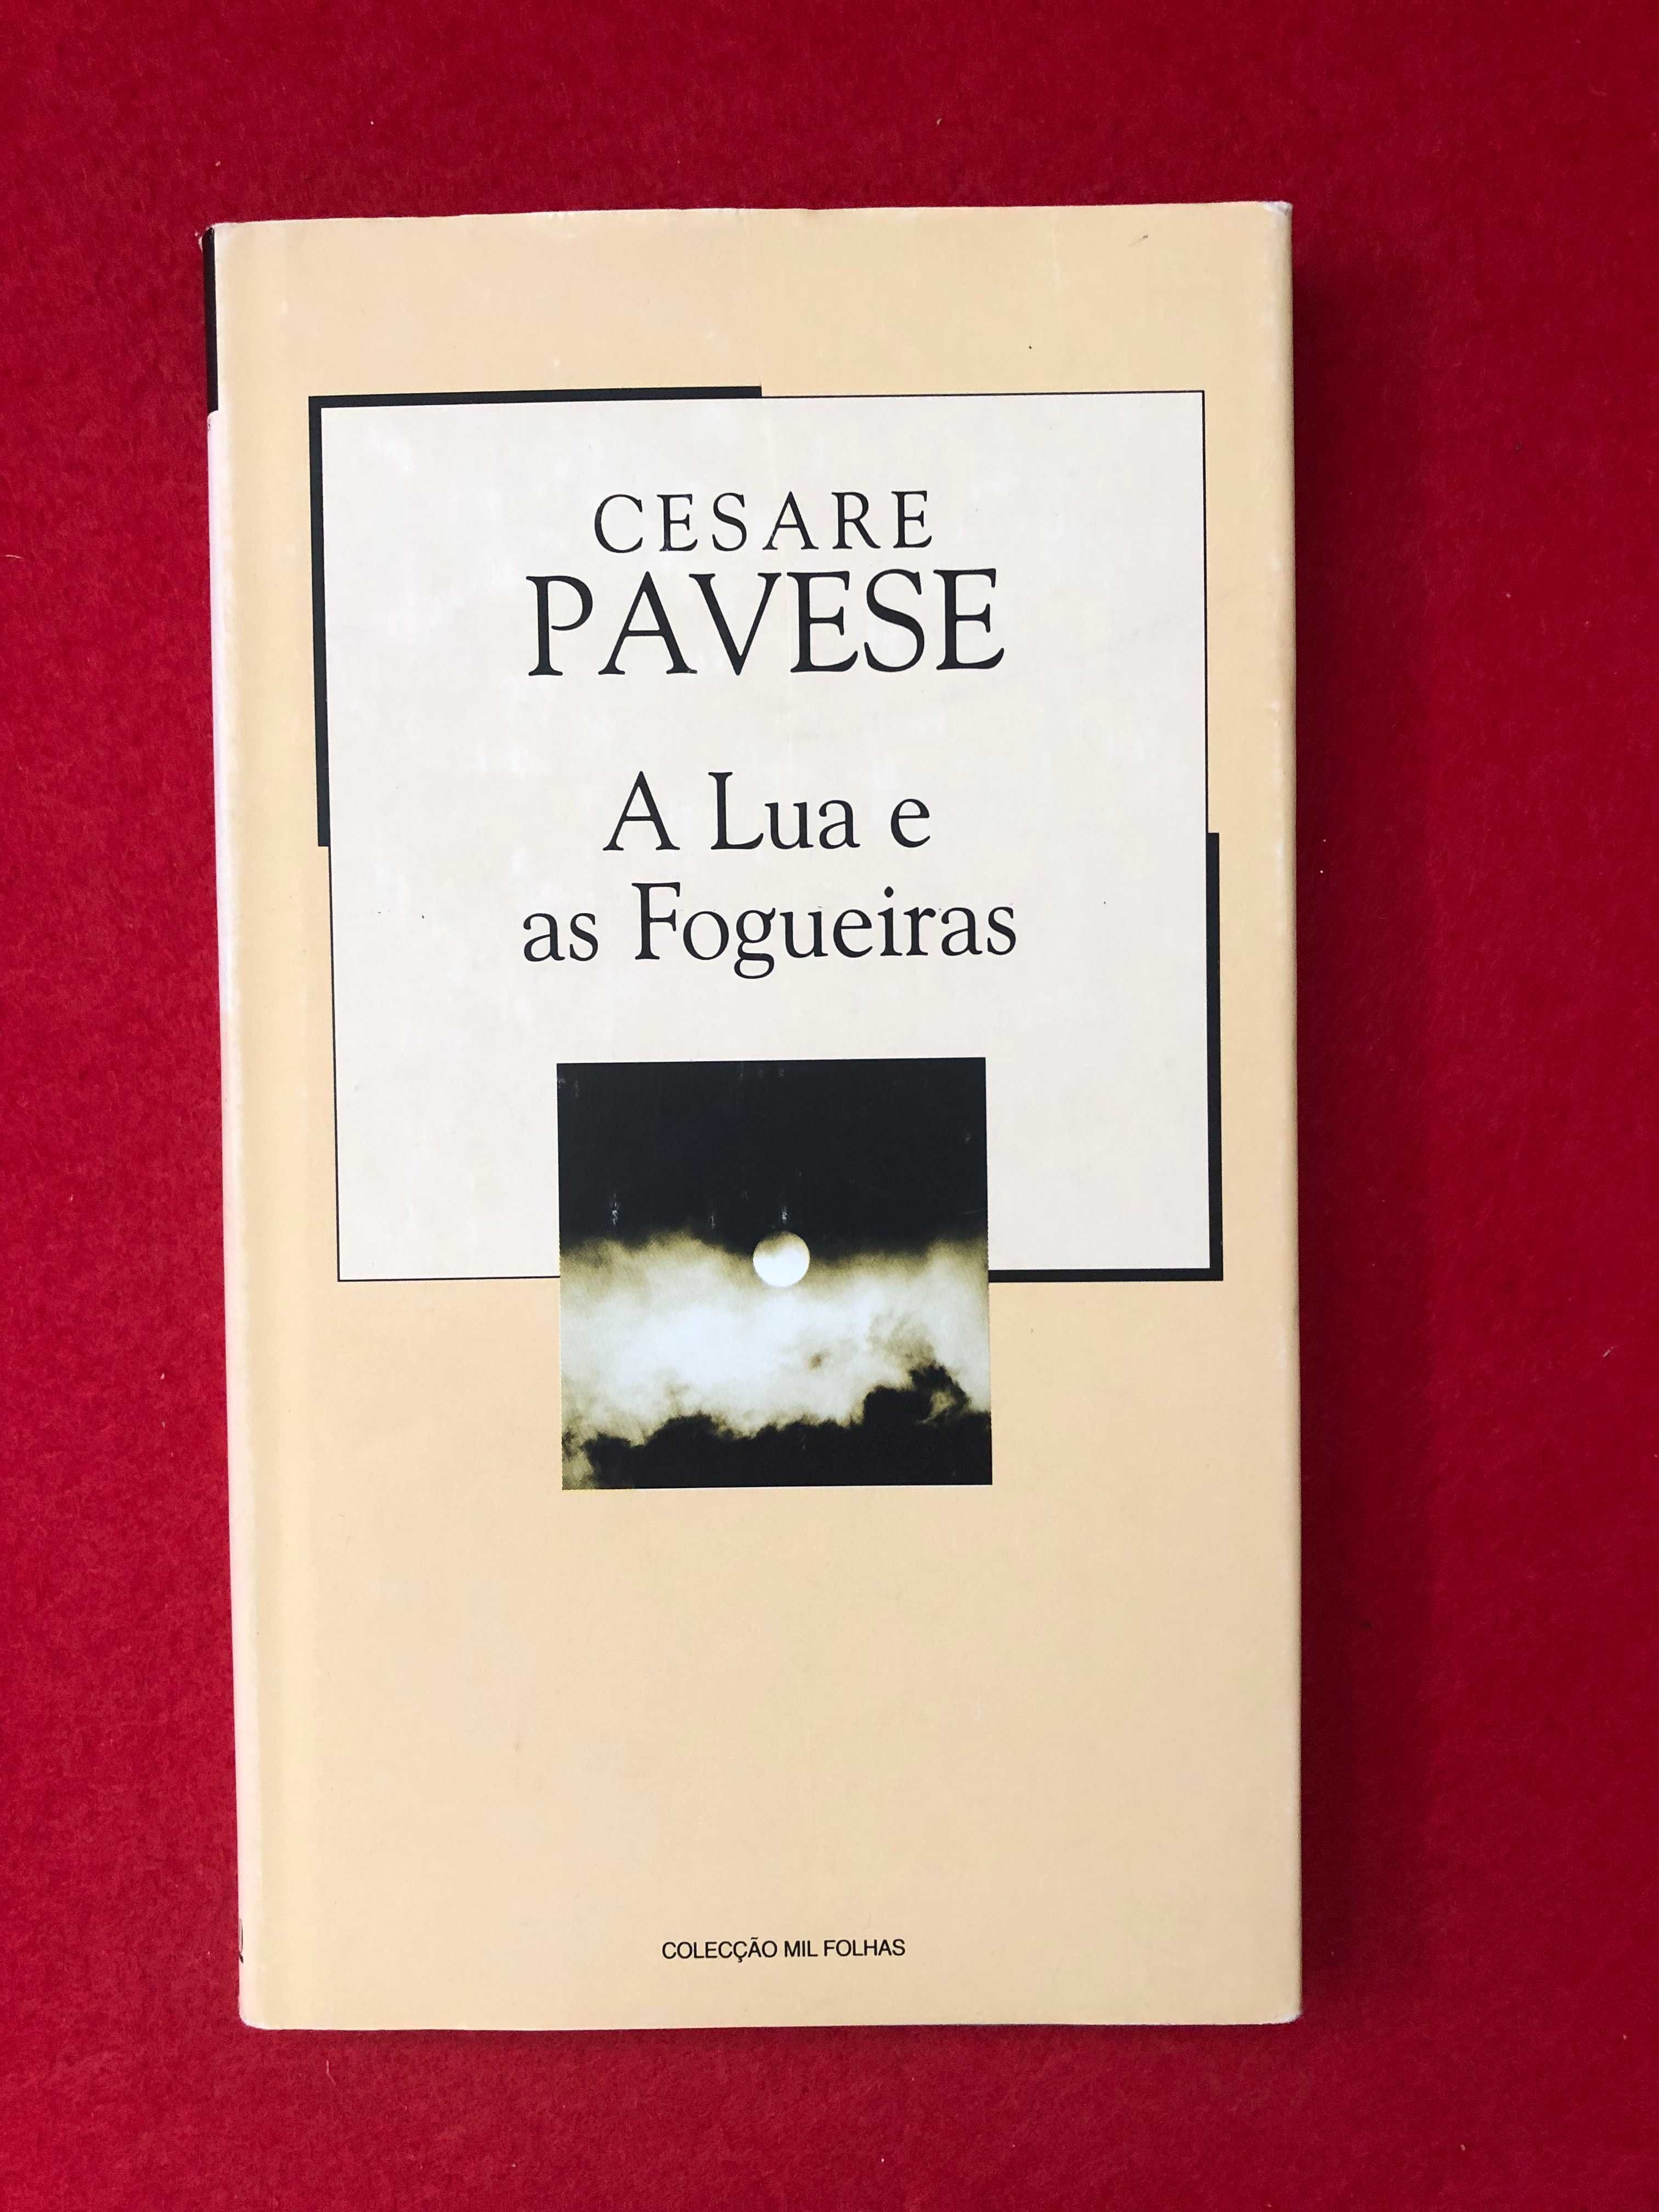 CESARE
PAVESE
A Lua e
as Fogueiras
COLECÇÃO MIL FOLHAS